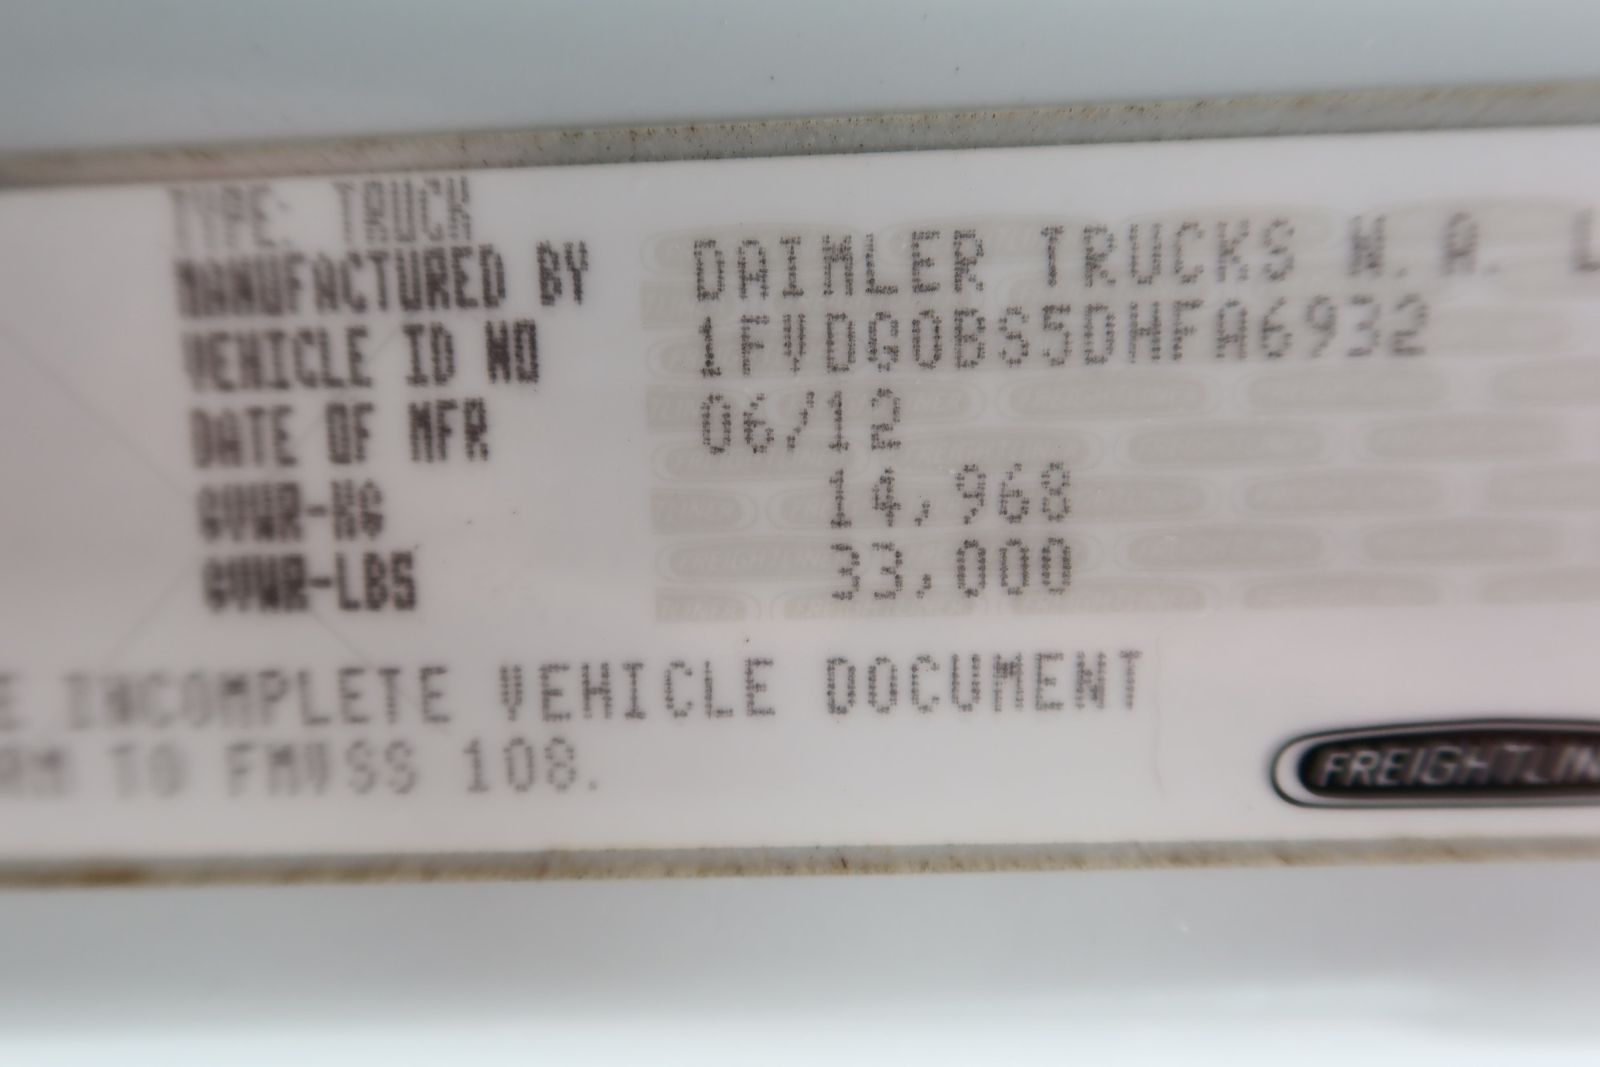 TYPE: TRUCK
MANUFACTURED BY DAIMLER TRUCKS N.A. L
VEHICLE ID NO 1FVDG0BS5DHFA6932
DATE OF MFR 06/12
GVWR-KG 14,968
GVWR-LBS 33,000
E INCOMPLETE VEHICLE DOCUMENT
RM TO FMVSS 108.
FREIGHTLIN